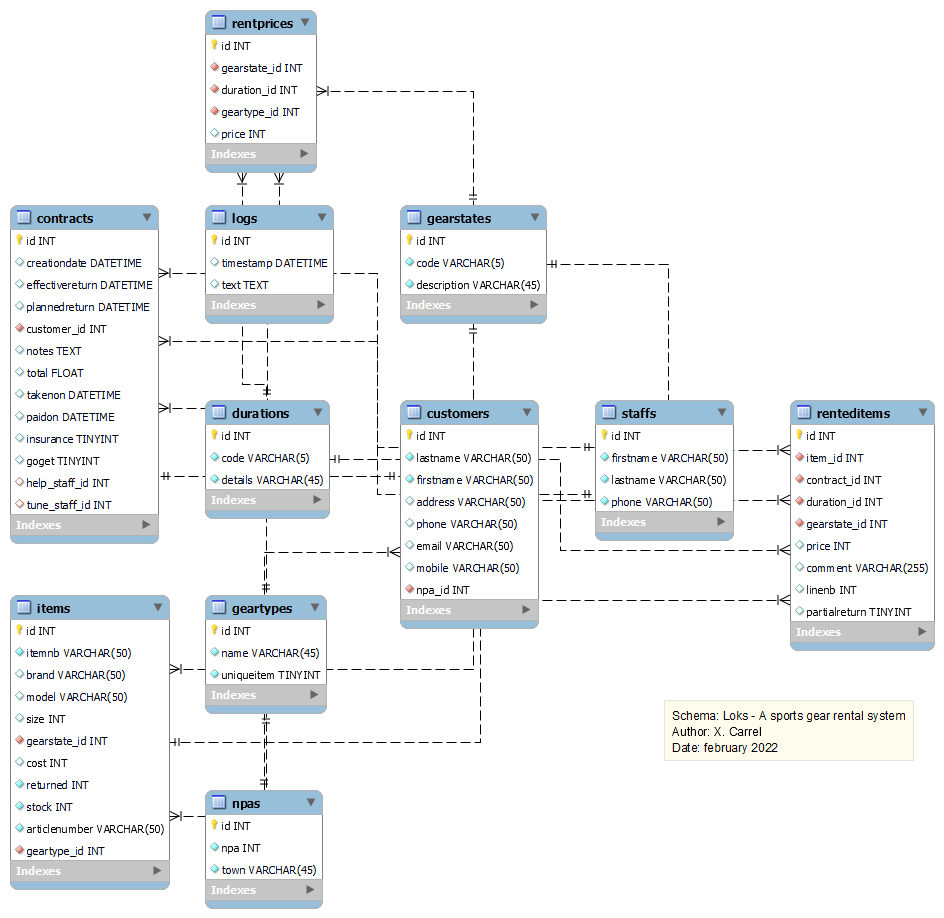 rentprices
id INT
gearstate_id INT
duration_id INT
geartype_id INT
price INT
Indexes
contracts
id INT
creationdate DATETIME
effectivereturn DATETIME
plannedreturn DATETIME
customer_id INT
notes TEXT
total FLOAT
takenon DATETIME
paidon DATETIME
insurance TINYINT
goget TINYINT
help_staff_id INT
tune_staff_id INT
Indexes
logs
id INT
timestamp DATETIME
text TEXT
Indexes
gearstates
id INT
code VARCHAR(5)
description VARCHAR(45)
Indexes
durations
id INT
code VARCHAR(5)
details VARCHAR(45)
Indexes
customers
id INT
lastname VARCHAR(50)
firstname VARCHAR(50)
address VARCHAR(50)
phone VARCHAR(50)
email VARCHAR(50)
mobile VARCHAR(50)
npa_id INT
Indexes
staffs
id INT
firstname VARCHAR(50)
lastname VARCHAR(50)
phone VARCHAR(50)
Indexes
renteditems
id INT
item_id INT
contract_id INT
duration_id INT
gearstate_id INT
price INT
comment VARCHAR(255)
linenb INT
partialreturn TINYINT
Indexes
items
id INT
itemnb VARCHAR(50)
brand VARCHAR(50)
model VARCHAR(50)
size INT
gearstate_id INT
cost INT
returned INT
stock INT
articlenumber VARCHAR(50)
geartype_id INT
Indexes
geartypes
id INT
name VARCHAR(45)
uniqueitem TINYINT
Indexes
npas
id INT
npa INT
town VARCHAR(45)
Indexes
Schema: Loks - A sports gear rental system
Author: X. Carrel
Date: february 2022